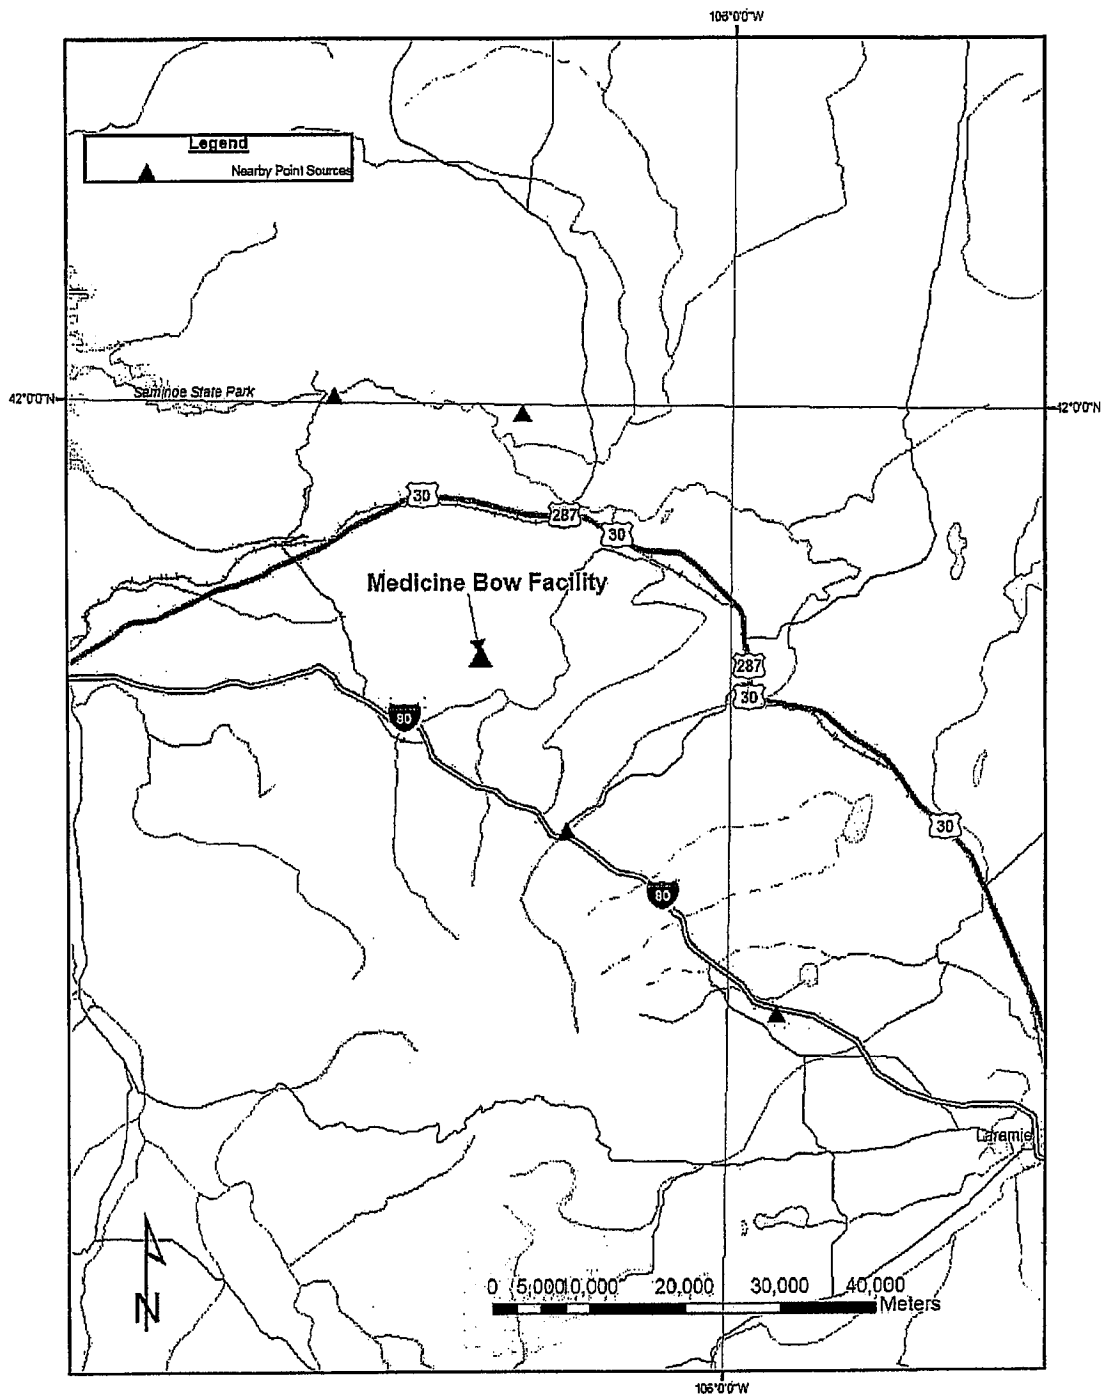 106°0'0"W
Legend
Nearby Point Sources
42°0'0"N
Seminoe State Park
42°0'0"N
30
287
30
Medicine Bow Facility
287
30
80
30
80
Laramie
N
0 5,000 10,000 20,000 30,000 40,000
Meters
106°0'0"W